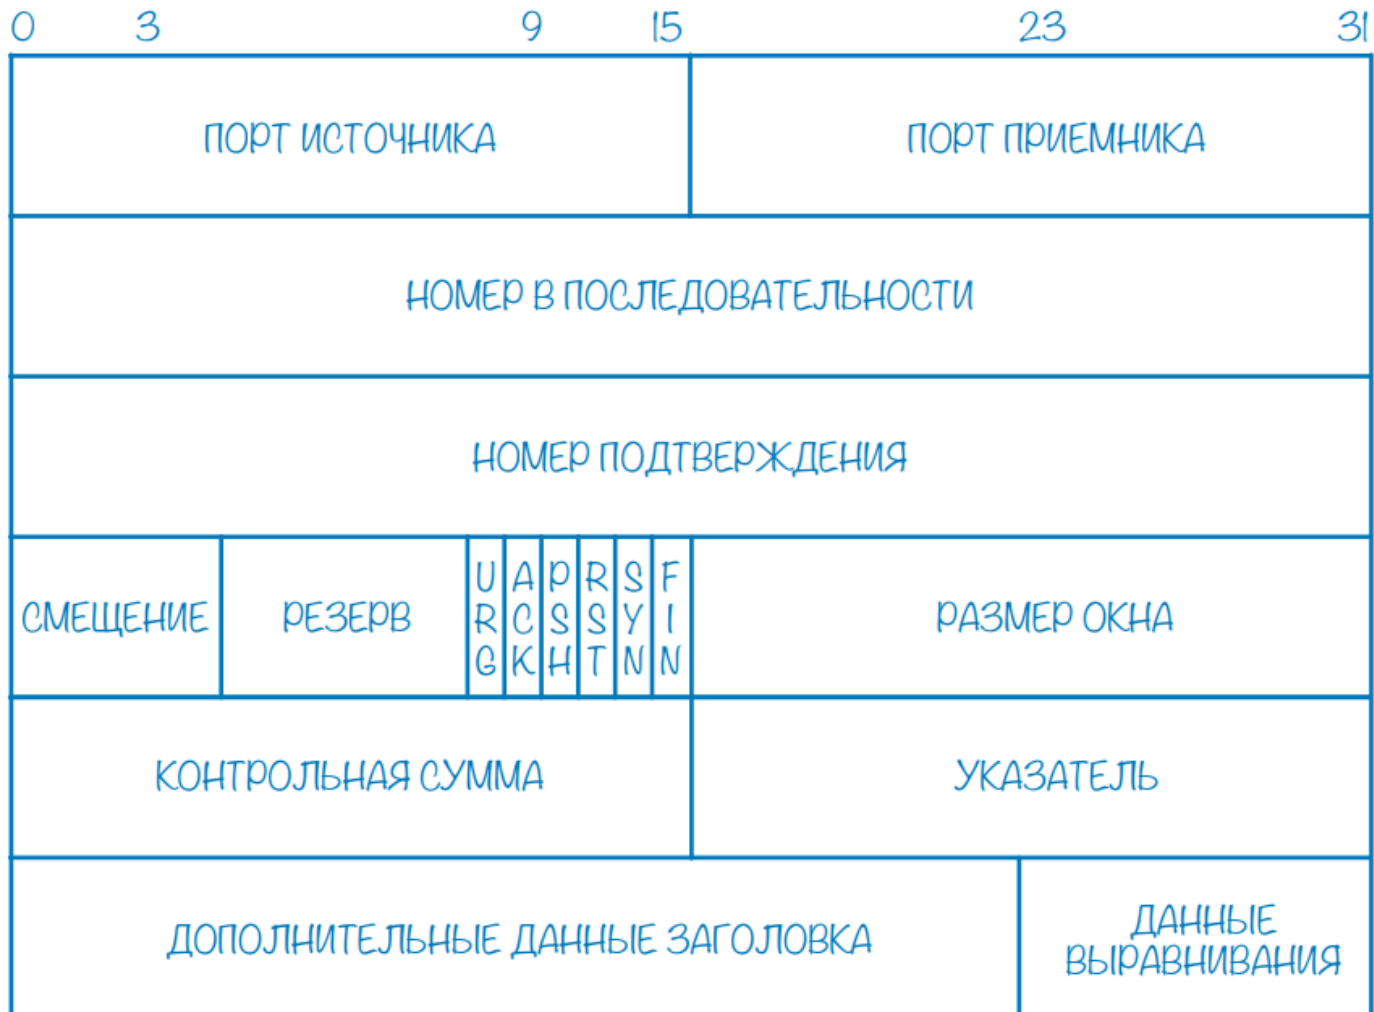 0 3 9 15 23 31
ПОРТ ИСТОЧНИКА ПОРТ ПРИЕМНИКА
НОМЕР В ПОСЛЕДОВАТЕЛЬНОСТИ
НОМЕР ПОДТВЕРЖДЕНИЯ
СМЕЩЕНИЕ РЕЗЕРВ URG ACK PSH RST SYN FIN РАЗМЕР ОКНА
КОНТРОЛЬНАЯ СУММА УКАЗАТЕЛЬ
ДОПОЛНИТЕЛЬНЫЕ ДАННЫЕ ЗАГОЛОВКА ДАННЫЕ
ВЫРАВНИВАНИЯ